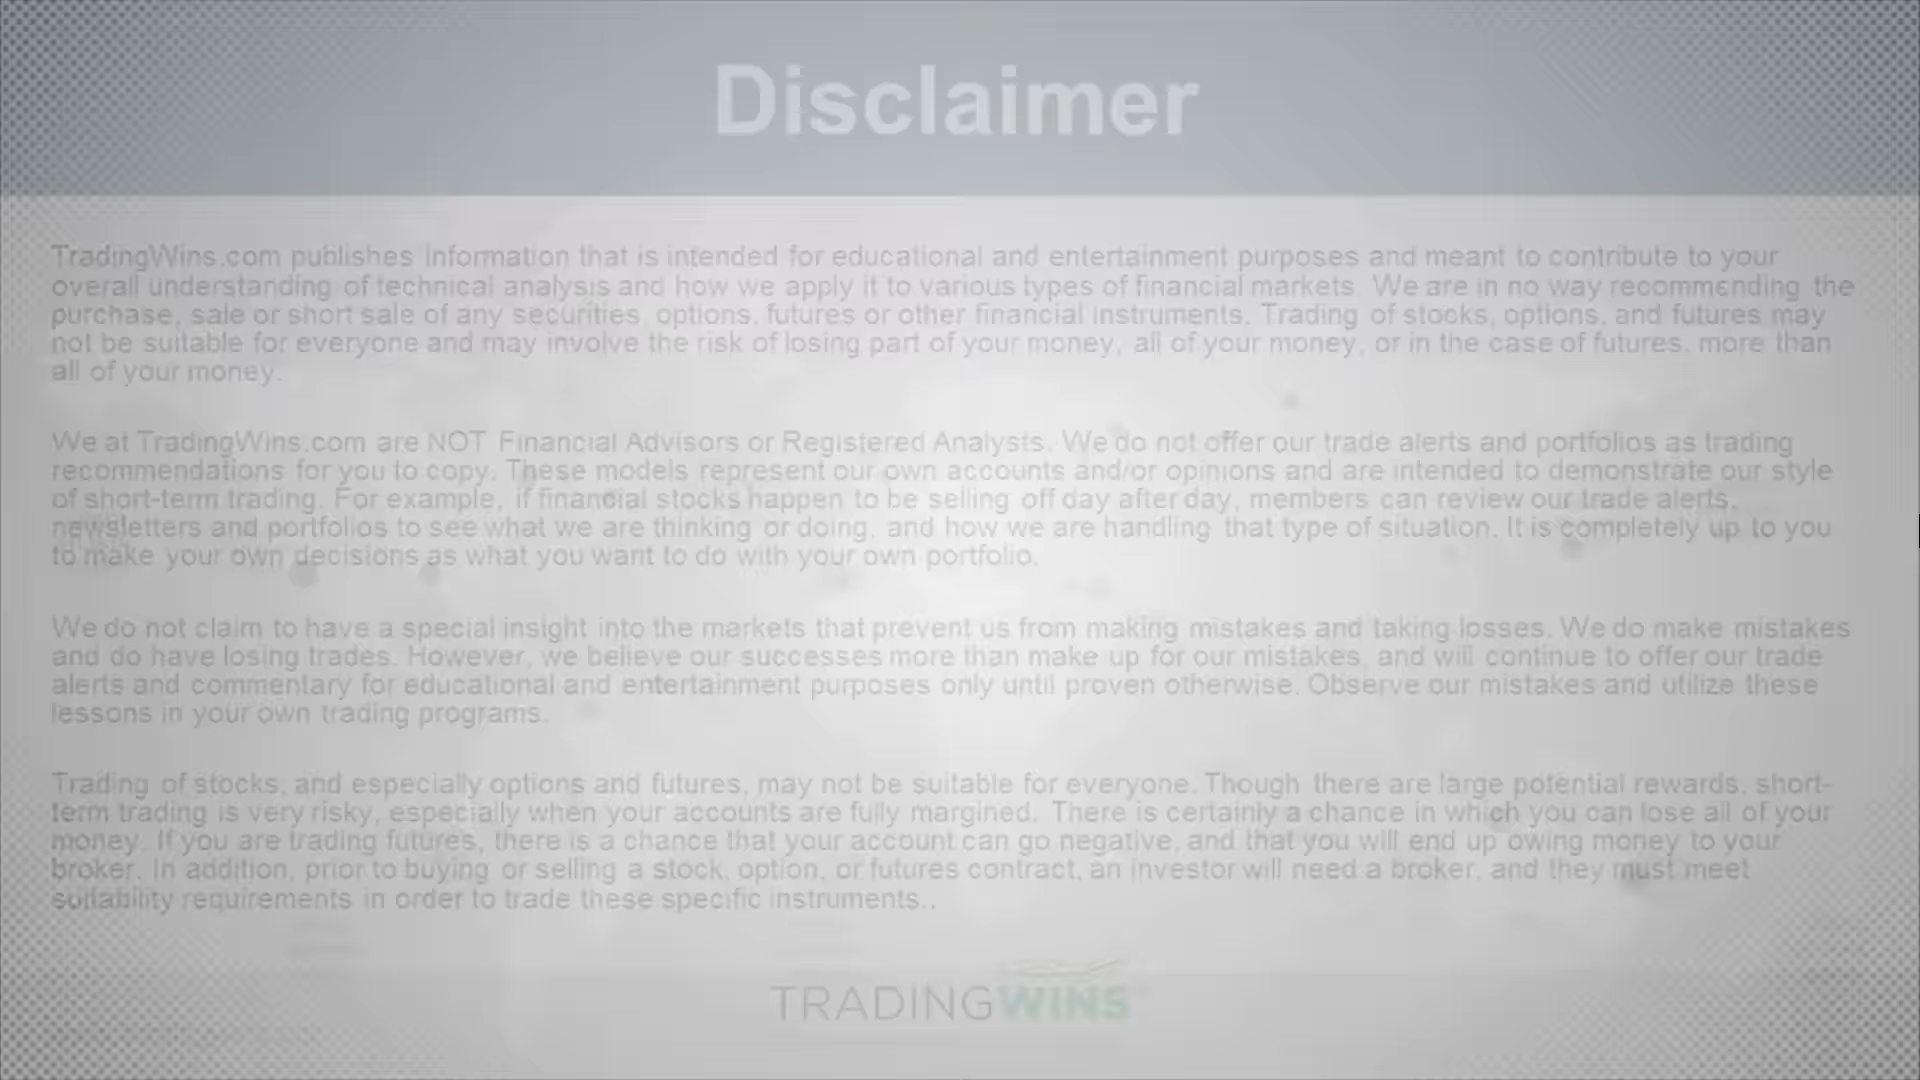 Disclaimer
TradingWins.com publishes information that is intended for educational and entertainment purposes and meant to contribute to your
overall understanding of technical analysis and how we apply it to various types of financial markets. We are in no way recommending the
purchase, sale or short sale of any securities, options, futures or other financial instruments. Trading of stocks, options, and futures may
not be suitable for everyone and may involve the risk of losing part of your money, all of your money, or in the case of futures, more than
all of your money.
We at TradingWins.com are NOT Financial Advisors or Registered Analysts. We do not offer our trade alerts and portfolios as trading
recommendations for you to copy. These models represent our own accounts and/or opinions and are intended to demonstrate our style
of short-term trading. For example, if financial stocks happen to be selling off day after day, members can review our trade alerts,
newsletters and portfolios to see what we are thinking or doing, and how we are handling that type of situation. It is completely up to you
to make your own decisions as what you want to do with your own portfolio.
We do not claim to have a special insight into the markets that prevent us from making mistakes and taking losses. We do make mistakes
and do have losing trades. However, we believe our successes more than make up for our mistakes, and will continue to offer our trade
alerts and commentary for educational and entertainment purposes only until proven otherwise. Observe our mistakes and utilize these
lessons in your own trading programs.
Trading of stocks, and especially options and futures, may not be suitable for everyone. Though there are large potential rewards, short-
term trading is very risky, especially when your accounts are fully margined. There is certainly a chance in which you can lose all of your
money. If you are trading futures, there is a chance that your account can go negative, and that you will end up owing money to your
broker. In addition, prior to buying or selling a stock, option, or futures contract, an investor will need a broker, and they must meet
suitability requirements in order to trade these specific instruments..
TRADINGWINS